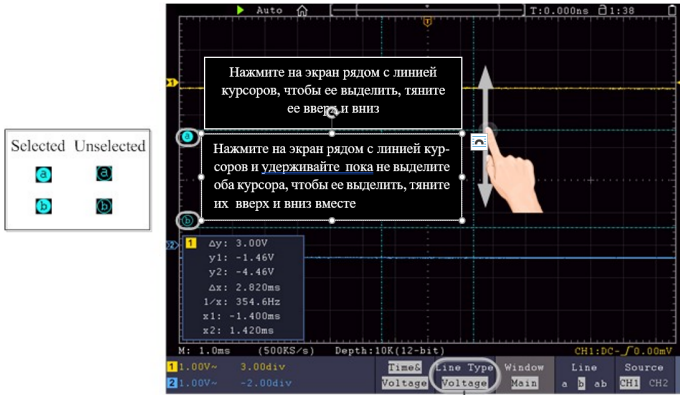 Auto
T:0.000ns
1:38
T
1
Нажмите на экран рядом с линией
курсоров, чтобы ее выделить, тяните
ее вверх и вниз
Selected Unselected
a a
b b
a
Нажмите на экран рядом с линией кур-
соров и удерживайте пока не выделите
оба курсора, чтобы ее выделить, тяните
их вверх и вниз вместе
b
2
1 Δy: 3.00V
y1: -1.46V
y2: -4.46V
Δx: 2.820ms
1/x: 354.6Hz
x1: -1.400ms
x2: 1.420ms
M: 1.0ms (500KS/s) Depth:10K(12-bit) CH1:DC- 0.00mV
1 1.00V~ 3.00div
2 1.00V~ -2.00div
Time& Line Type Window Line Source
Voltage Voltage Main a b ab CH1 CH2